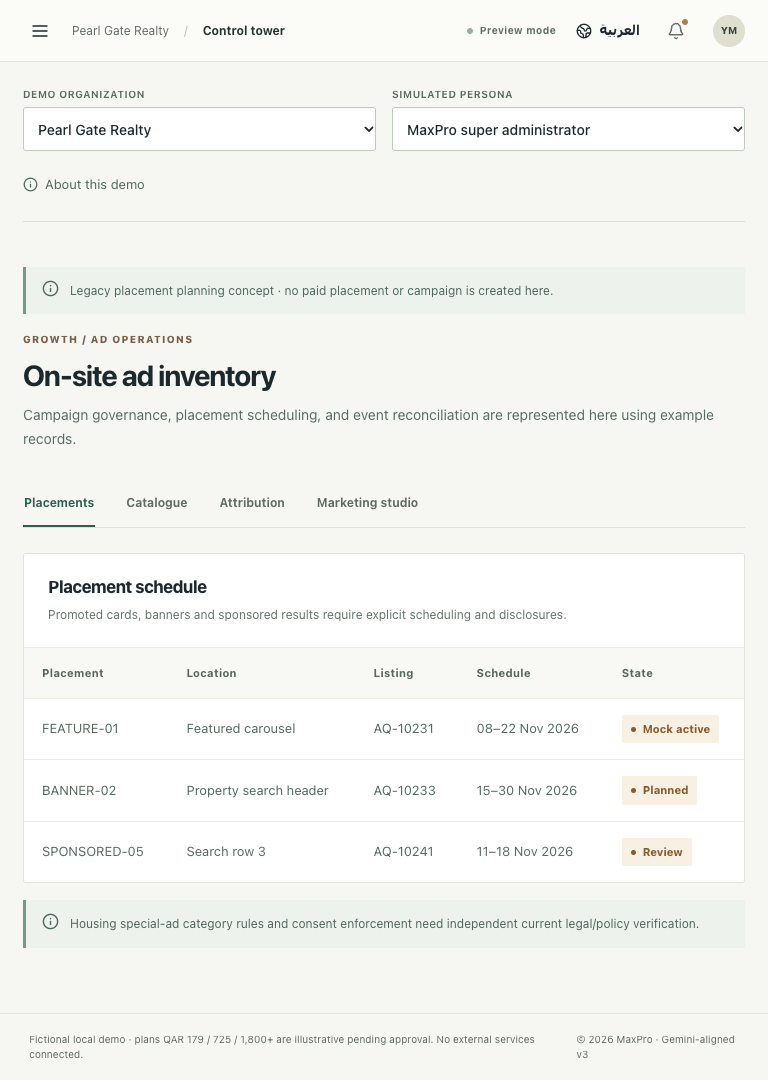 Pearl Gate Realty / Control tower
Preview mode
العربية
YM
DEMO ORGANIZATION
Pearl Gate Realty
SIMULATED PERSONA
MaxPro super administrator
About this demo
Legacy placement planning concept · no paid placement or campaign is created here.
GROWTH / AD OPERATIONS
On-site ad inventory
Campaign governance, placement scheduling, and event reconciliation are represented here using example
records.
Placements Catalogue Attribution Marketing studio
Placement schedule
Promoted cards, banners and sponsored results require explicit scheduling and disclosures.
Placement Location Listing Schedule State
FEATURE-01 Featured carousel AQ-10231 08–22 Nov 2026 Mock active
BANNER-02 Property search header AQ-10233 15–30 Nov 2026 Planned
SPONSORED-05 Search row 3 AQ-10241 11–18 Nov 2026 Review
Housing special-ad category rules and consent enforcement need independent current legal/policy verification.
Fictional local demo · plans QAR 179 / 725 / 1,800+ are illustrative pending approval. No external services
connected.
© 2026 MaxPro · Gemini-aligned
v3